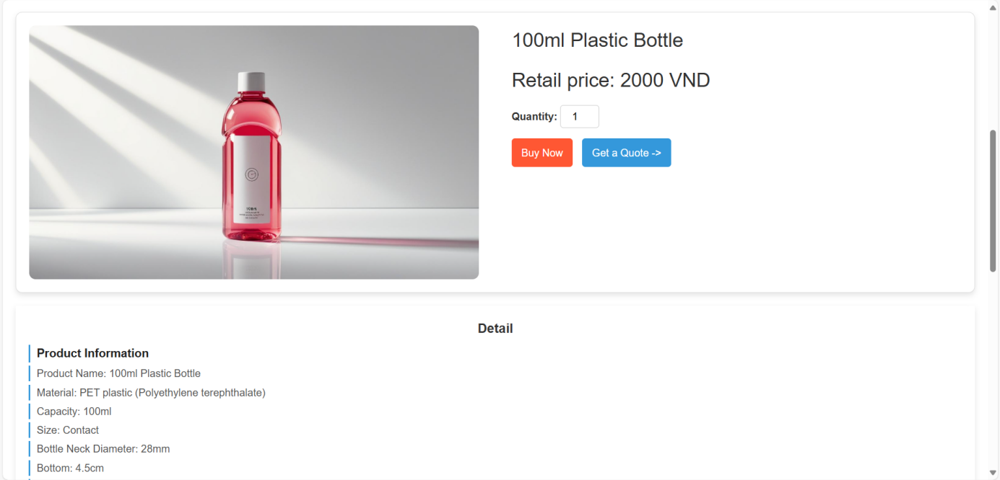 100ml Plastic Bottle
Retail price: 2000 VND
Quantity: 1
Buy Now
Get a Quote ->
Detail
Product Information
Product Name: 100ml Plastic Bottle
Material: PET plastic (Polyethylene terephthalate)
Capacity: 100ml
Size: Contact
Bottle Neck Diameter: 28mm
Bottom: 4.5cm